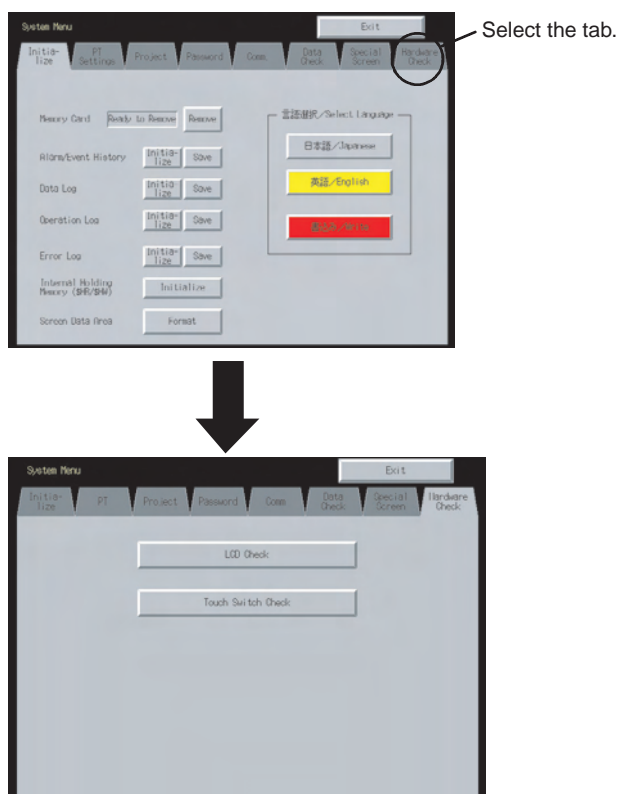 System Menu
Exit
Select the tab.
Initia-
lize
PT
Settings
Project
Password
Comm.
Data
Check
Special
Screen
Hardware
Check
Memory Card
Ready to Remove
Remove
言語選択/Select Language
日本語/Japanese
Alarm/Event History
Initia-
lize
Save
英語/English
Data Log
Initia-
lize
Save
Operation Log
Initia-
lize
Save
Error Log
Initia-
lize
Save
Internal Holding
Memory ($HR/$HW)
Initialize
Screen Data Area
Format
System Menu
Exit
Initia-
lize
PT
Project
Password
Comm
Data
Check
Special
Screen
Hardware
Check
LCD Check
Touch Switch Check